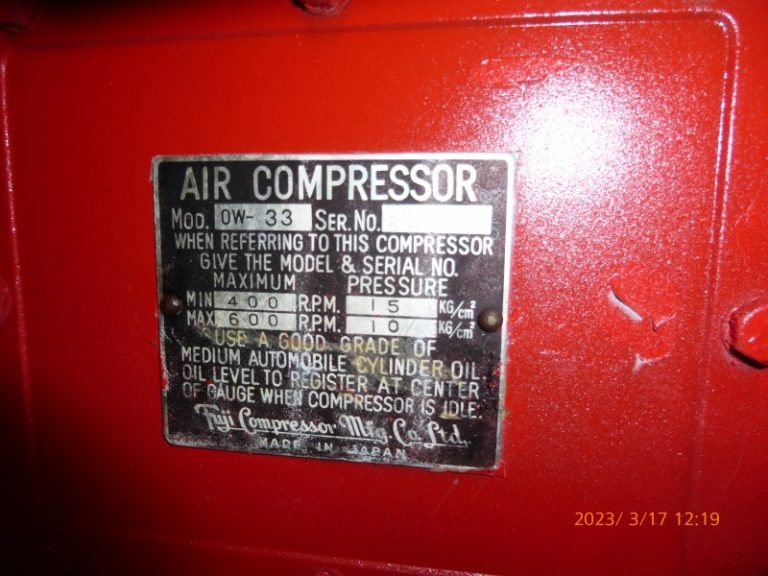 AIR COMPRESSOR
MOD. OW- 33 SER. NO.
WHEN REFERRING TO THIS COMPRESSOR
GIVE THE MODEL & SERIAL NO.
MAXIMUM PRESSURE
MIN 400 R.P.M. 15 KG/cm²
MAX. 600 R.P.M. 10 KG/cm²
USE A GOOD GRADE OF
MEDIUM AUTOMOBILE CYLINDER OIL.
OIL LEVEL TO REGISTER AT CENTER
OF GAUGE WHEN COMPRESSOR IS IDLE.
Fuji Compressor Mfg. Co. Ltd.
MADE IN JAPAN
2023/ 3/17 12:19